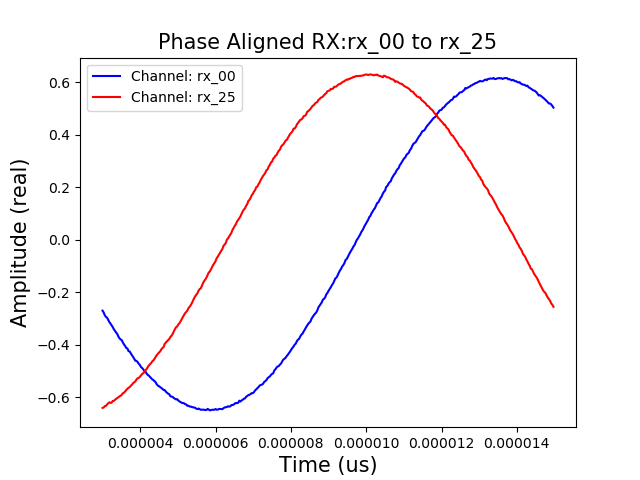 Phase Aligned RX:rx_00 to rx_25
Channel: rx_00
Channel: rx_25
Amplitude (real)
0.6
0.4
0.2
0.0
−0.2
−0.4
−0.6
0.000004 0.000006 0.000008 0.000010 0.000012 0.000014
Time (us)